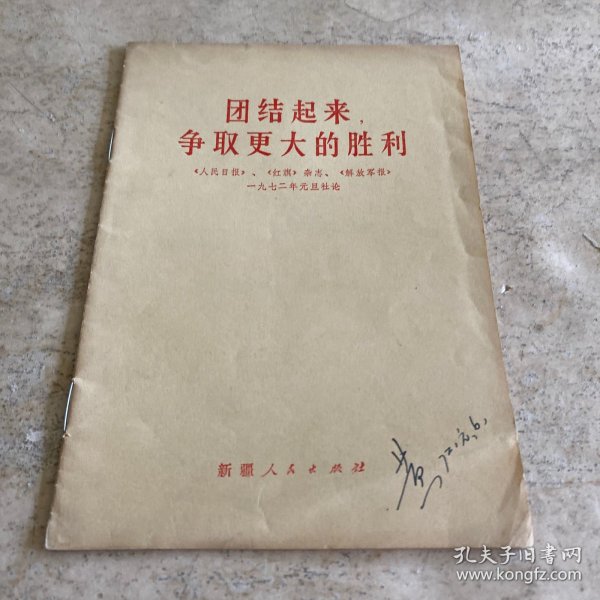 团结起来，
争取更大的胜利
《人民日报》、《红旗》杂志、《解放军报》
一九七二年元旦社论
新疆人民出版社
孔夫子旧书网
www.kongfz.com